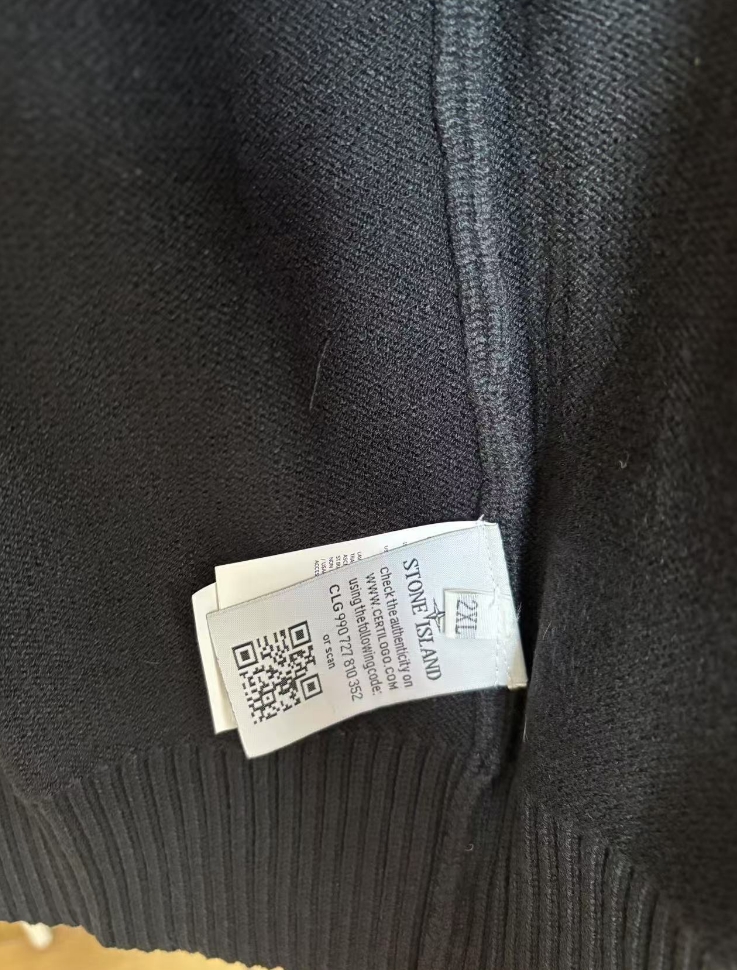 STONE ISLAND
2XL
check the authenticity on
WWW.CERTILOGO.COM
using the following code:
CLG 990 727 810 352
or scan